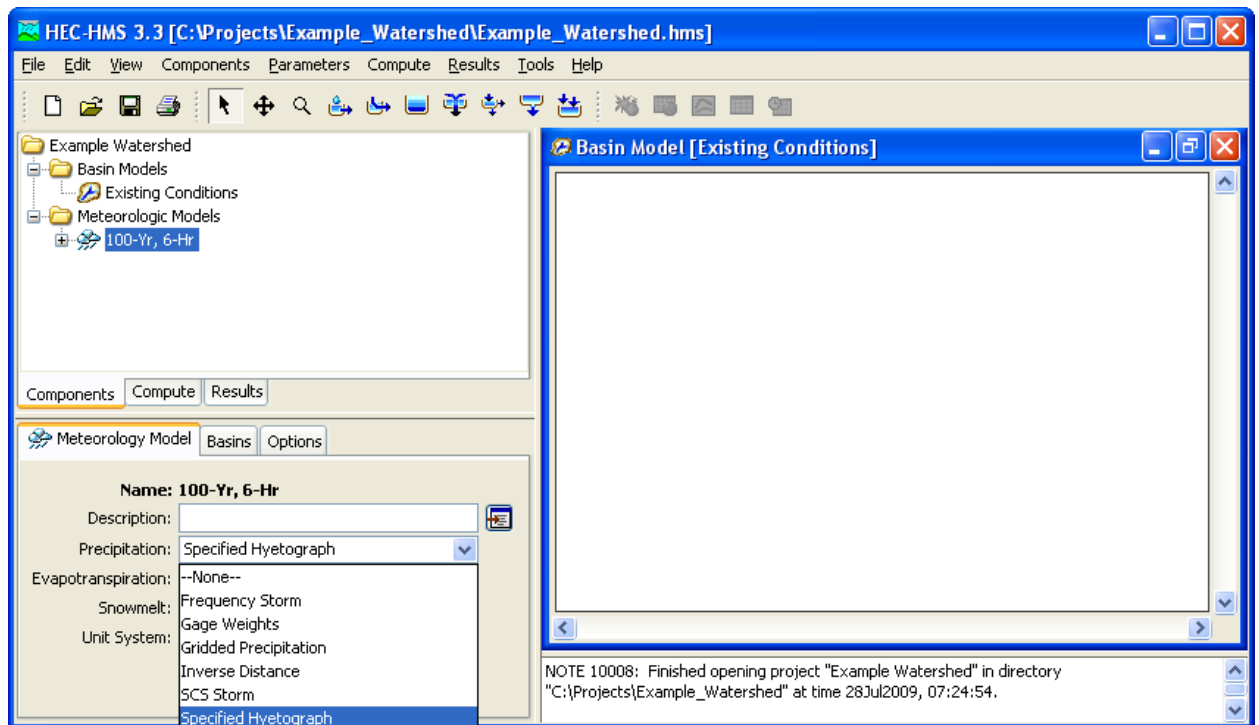 HEC-HMS 3.3 [C:\Projects\Example_Watershed\Example_Watershed.hms]
File Edit View Components Parameters Compute Results Tools Help
Example Watershed
Basin Models
Existing Conditions
Meteorologic Models
100-Yr, 6-Hr
Components Compute Results
Meteorology Model Basins Options
Name: 100-Yr, 6-Hr
Description:
Precipitation: Specified Hyetograph
Evapotranspiration: --None--
Snowmelt: Frequency Storm
Gage Weights
Unit System: Gridded Precipitation
Inverse Distance
SCS Storm
Specified Hyetograph
Basin Model [Existing Conditions]
NOTE 10008: Finished opening project "Example Watershed" in directory
"C:\Projects\Example_Watershed" at time 28Jul2009, 07:24:54.